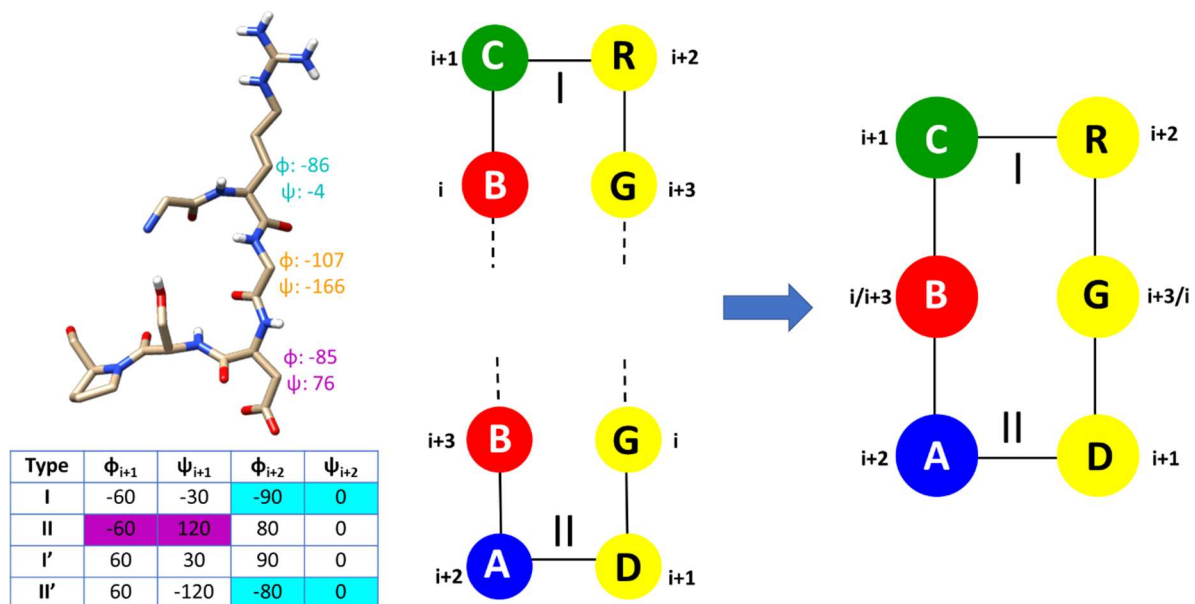 ϕ: -86
ψ: -4
ϕ: -107
ψ: -166
ϕ: -85
ψ: 76
Type ϕi+1 ψi+1 ϕi+2 ψi+2
I -60 -30 -90 0
II -60 120 80 0
I' 60 30 90 0
II' 60 -120 -80 0
i+1 C R i+2
I
i B G i+3
i+3 B G i
II
i+2 A D i+1
i+1 C R i+2
I
i/i+3 B G i+3/i
II
i+2 A D i+1